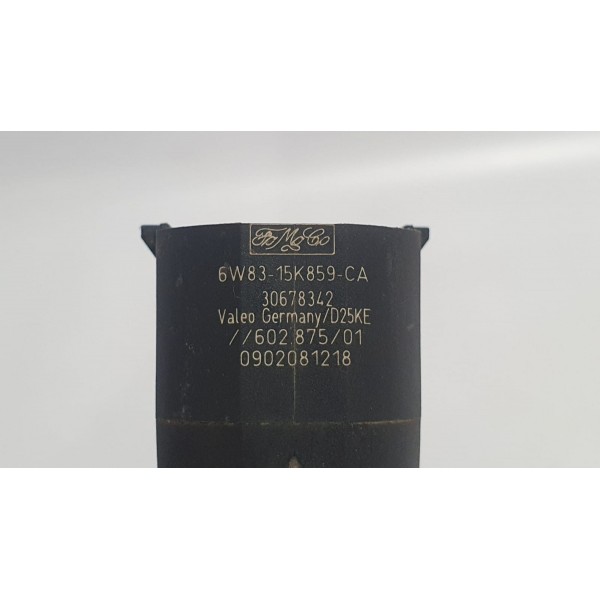 FoMoCo
6W83-15K859-CA
30678342
Valeo Germany/D25KE
//602.875/01
0902081218